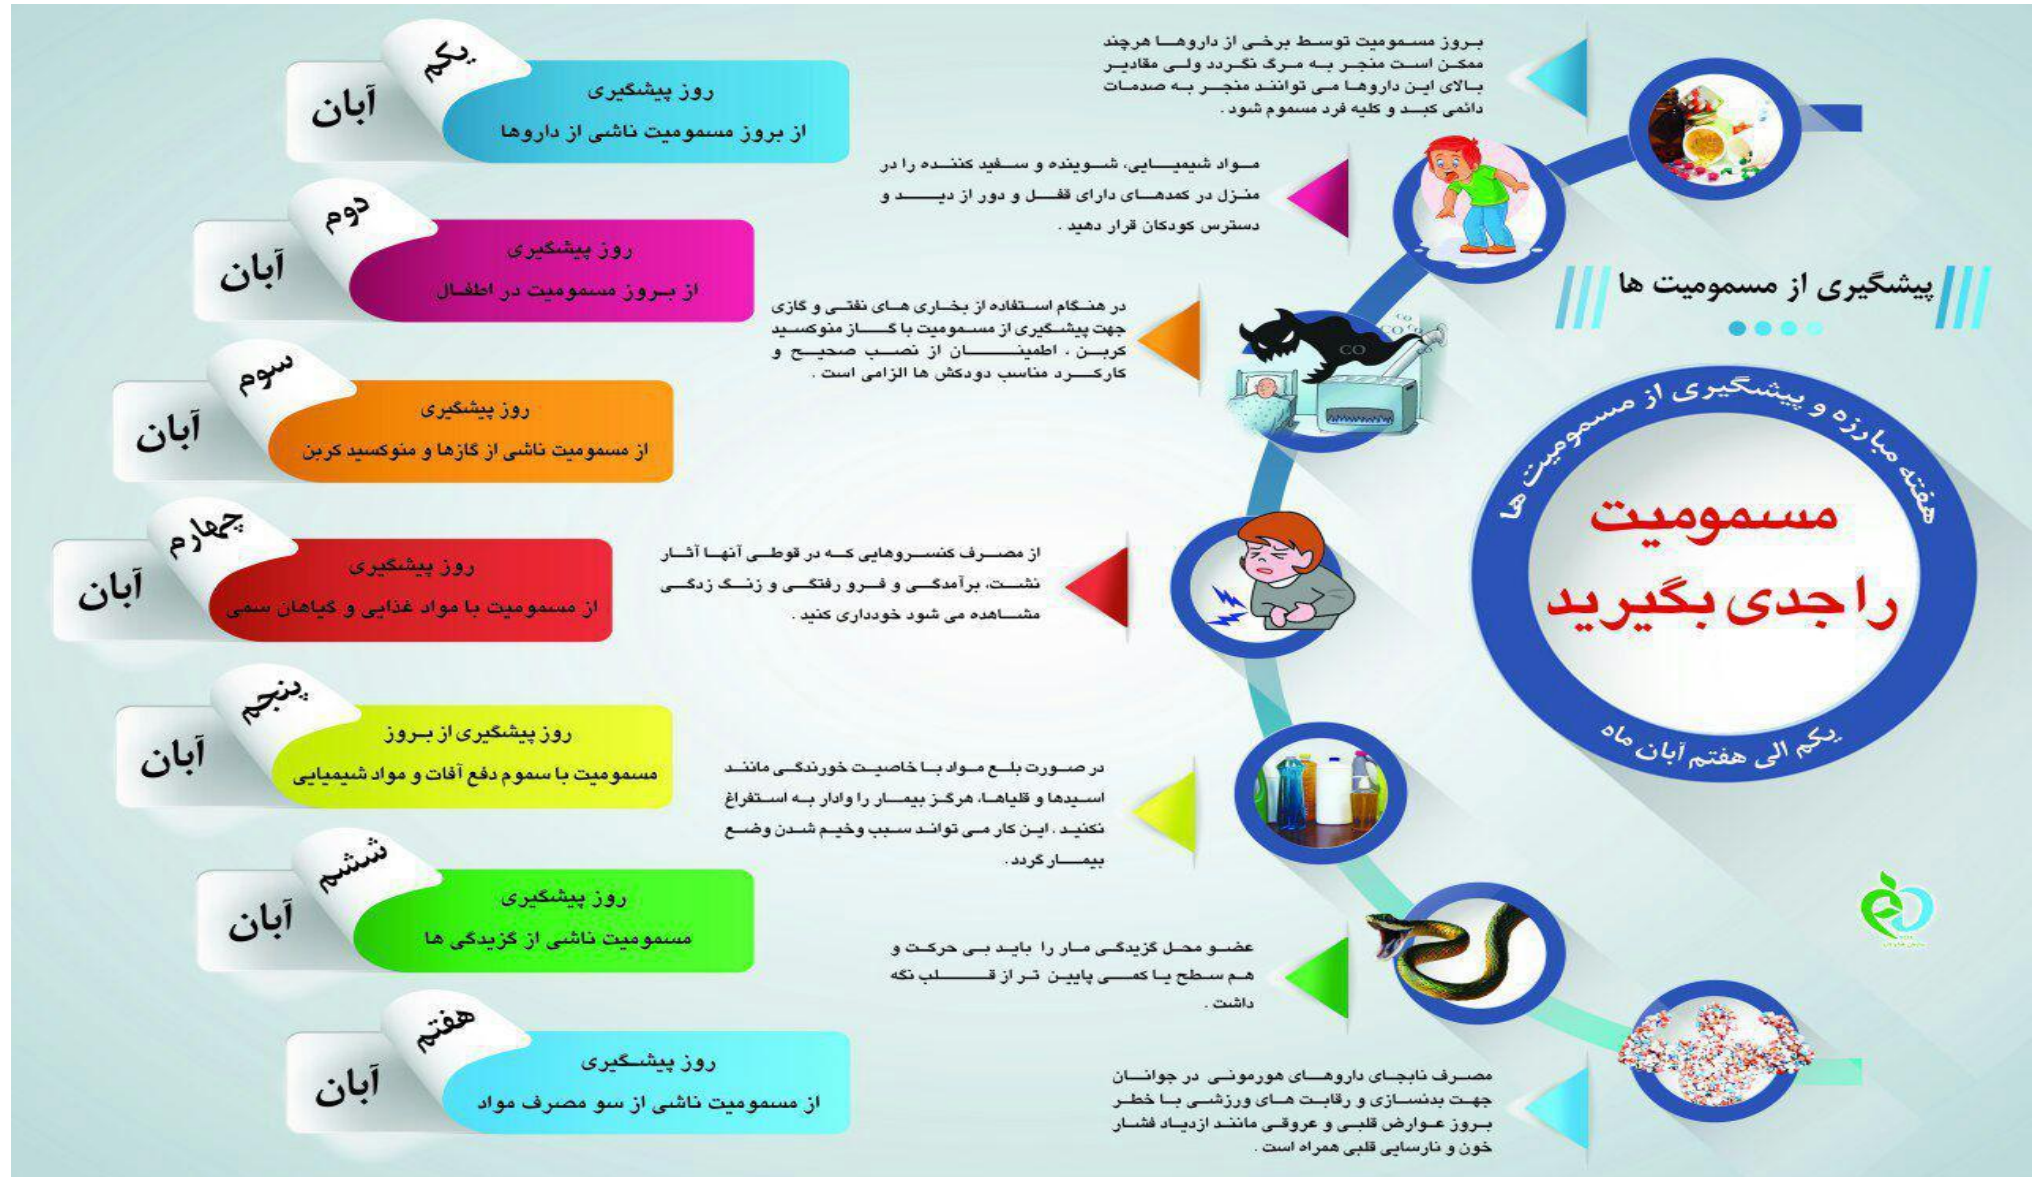 پیشگیری از مسمومیت ها
هفته مبارزه و پیشگیری از مسمومیت ها
مسمومیت
را جدی بگیرید
یکم الی هفتم آبان ماه
بروز مسمومیت توسط برخی از داروها هرچند
ممکن است منجر به مرگ نگردد ولی مقادیر
بالای این داروها می توانند منجر به صدمات
دائمی کبد و کلیه فرد مسموم شود .
یکم
آبان
روز پیشگیری
از بروز مسمومیت ناشی از داروها
مواد شیمیایی، شوینده و سفید کننده را در
منزل در کمدهای دارای قفل و دور از دید و
دسترس کودکان قرار دهید .
دوم
آبان
روز پیشگیری
از بروز مسمومیت در اطفال
CO
CO
CO
CO
CO
در هنگام استفاده از بخاری های نفتی و گازی
جهت پیشگیری از مسمومیت با گاز منوکسید
کربن ، اطمینان از نصب صحیح و
کارکرد مناسب دودکش ها الزامی است .
سوم
آبان
روز پیشگیری
از مسمومیت ناشی از گازها و منوکسید کربن
از مصرف کنسروهایی که در قوطی آنها آثار
نشت، برآمدگی و فرو رفتگی و زنگ زدگی
مشاهده می شود خودداری کنید .
چهارم
آبان
روز پیشگیری
از مسمومیت با مواد غذایی و گیاهان سمی
در صورت بلع مواد با خاصیت خورندگی مانند
اسیدها و قلیاها، هرگز بیمار را وادار به استفراغ
نکنید . این کار می تواند سبب وخیم شدن وضع
بیمار گردد .
پنجم
آبان
روز پیشگیری از بروز
مسمومیت با سموم دفع آفات و مواد شیمیایی
عضو محل گزیدگی مار را باید بی حرکت و
هم سطح یا کمی پایین تر از قلب نگه
داشت .
ششم
آبان
روز پیشگیری
مسمومیت ناشی از گزیدگی ها
مصرف نابجای داروهای هورمونی در جوانان
جهت بدنسازی و رقابت های ورزشی با خطر
بروز عوارض قلبی و عروقی مانند ازدیاد فشار
خون و نارسایی قلبی همراه است .
هفتم
آبان
روز پیشگیری
از مسمومیت ناشی از سو مصرف مواد